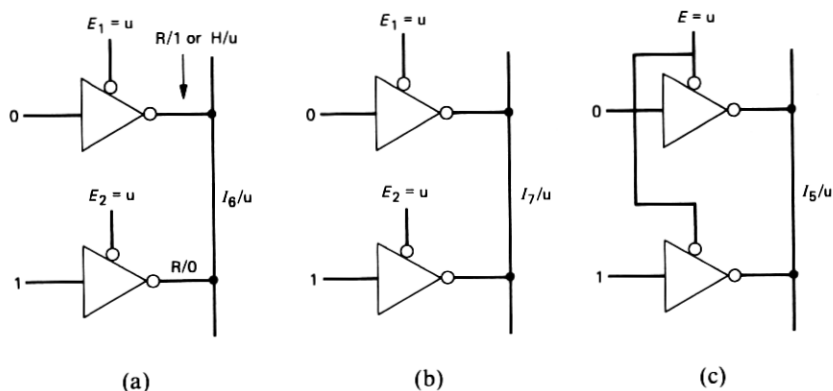 E₁ = u
R/1 or H/u
0
E₂ = u
I₆/u
1
R/0
(a)
E₁ = u
0
E₂ = u
I₇/u
1
(b)
E = u
0
I₅/u
1
(c)